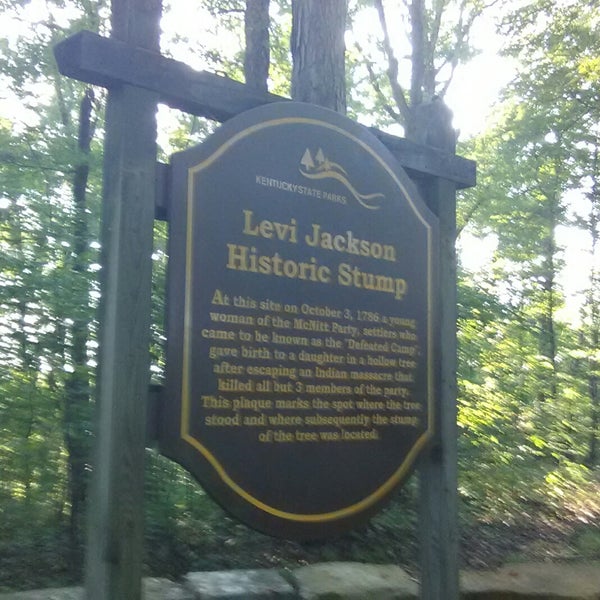 KENTUCKY STATE PARKS
Levi Jackson
Historic Stump
At this site on October 3, 1786 a young
woman of the McNitt Party, settlers who
came to be known as the "Defeated Camp",
gave birth to a daughter in a hollow tree
after escaping an Indian massacre that
killed all but 3 members of the party.
This plaque marks the spot where the tree
stood and where subsequently the stump
of the tree was located.